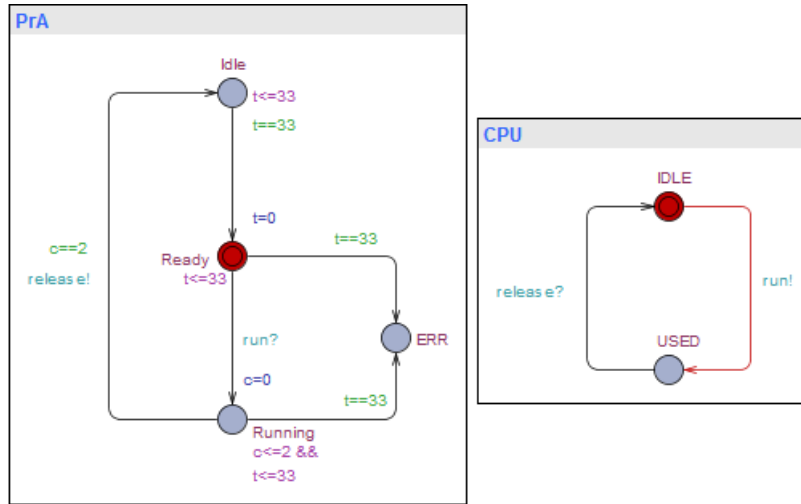 PrA
Idle
t<=33
t==33
t=0
Ready
t<=33
t==33
c==2
release!
run?
ERR
c=0
t==33
Running
c<=2 &&
t<=33
CPU
IDLE
release?
run!
USED